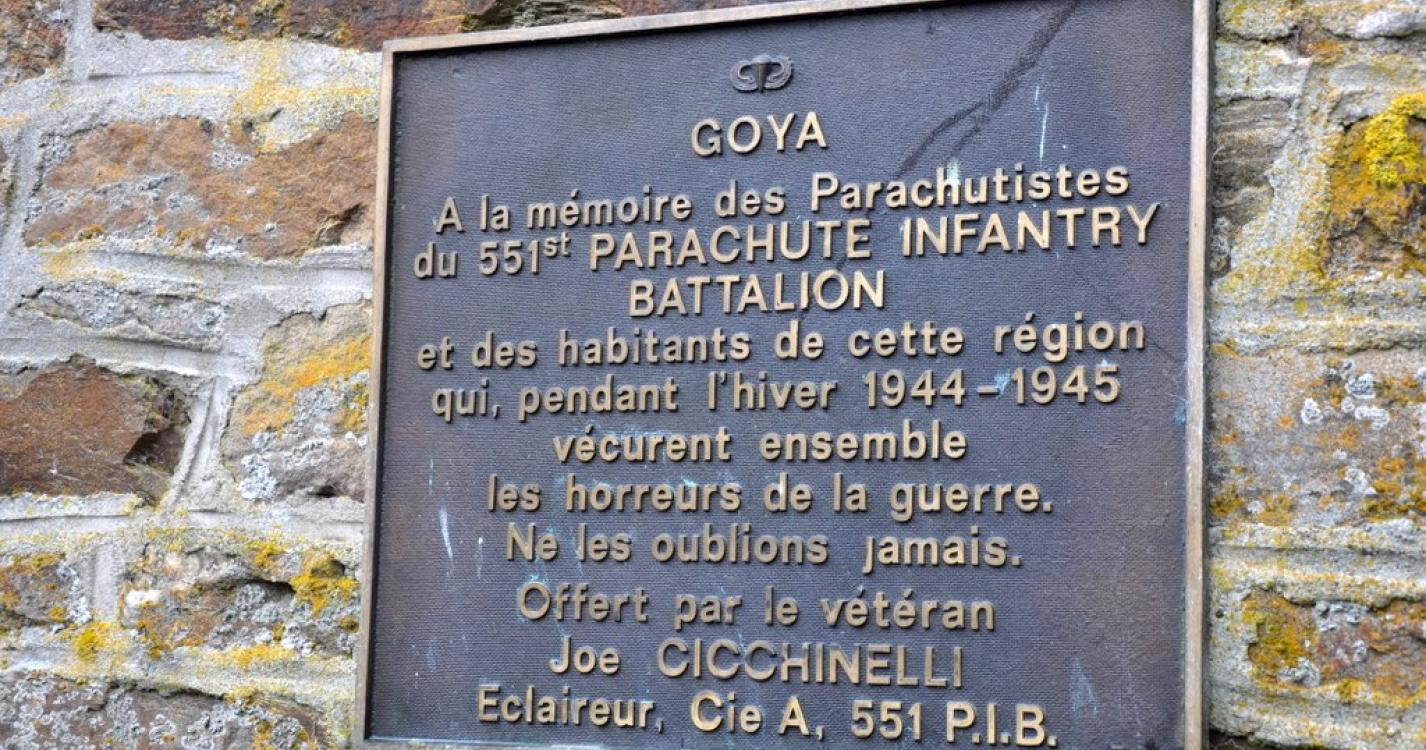 GOYA
A la mémoire des Parachutistes
du 551st PARACHUTE INFANTRY
BATTALION
et des habitants de cette région
qui, pendant l'hiver 1944-1945
vécurent ensemble
les horreurs de la guerre.
Ne les oublions jamais.
Offert par le vétéran
Joe CICCHINELLI
Eclaireur, Cie A, 551 P.I.B.